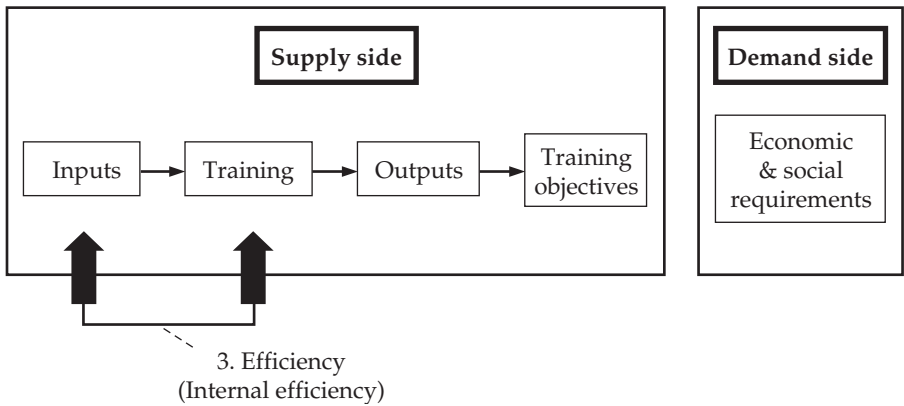 Supply side
Demand side
Inputs
Training
Outputs
Training
objectives
Economic
& social
requirements
3. Efficiency
(Internal efficiency)